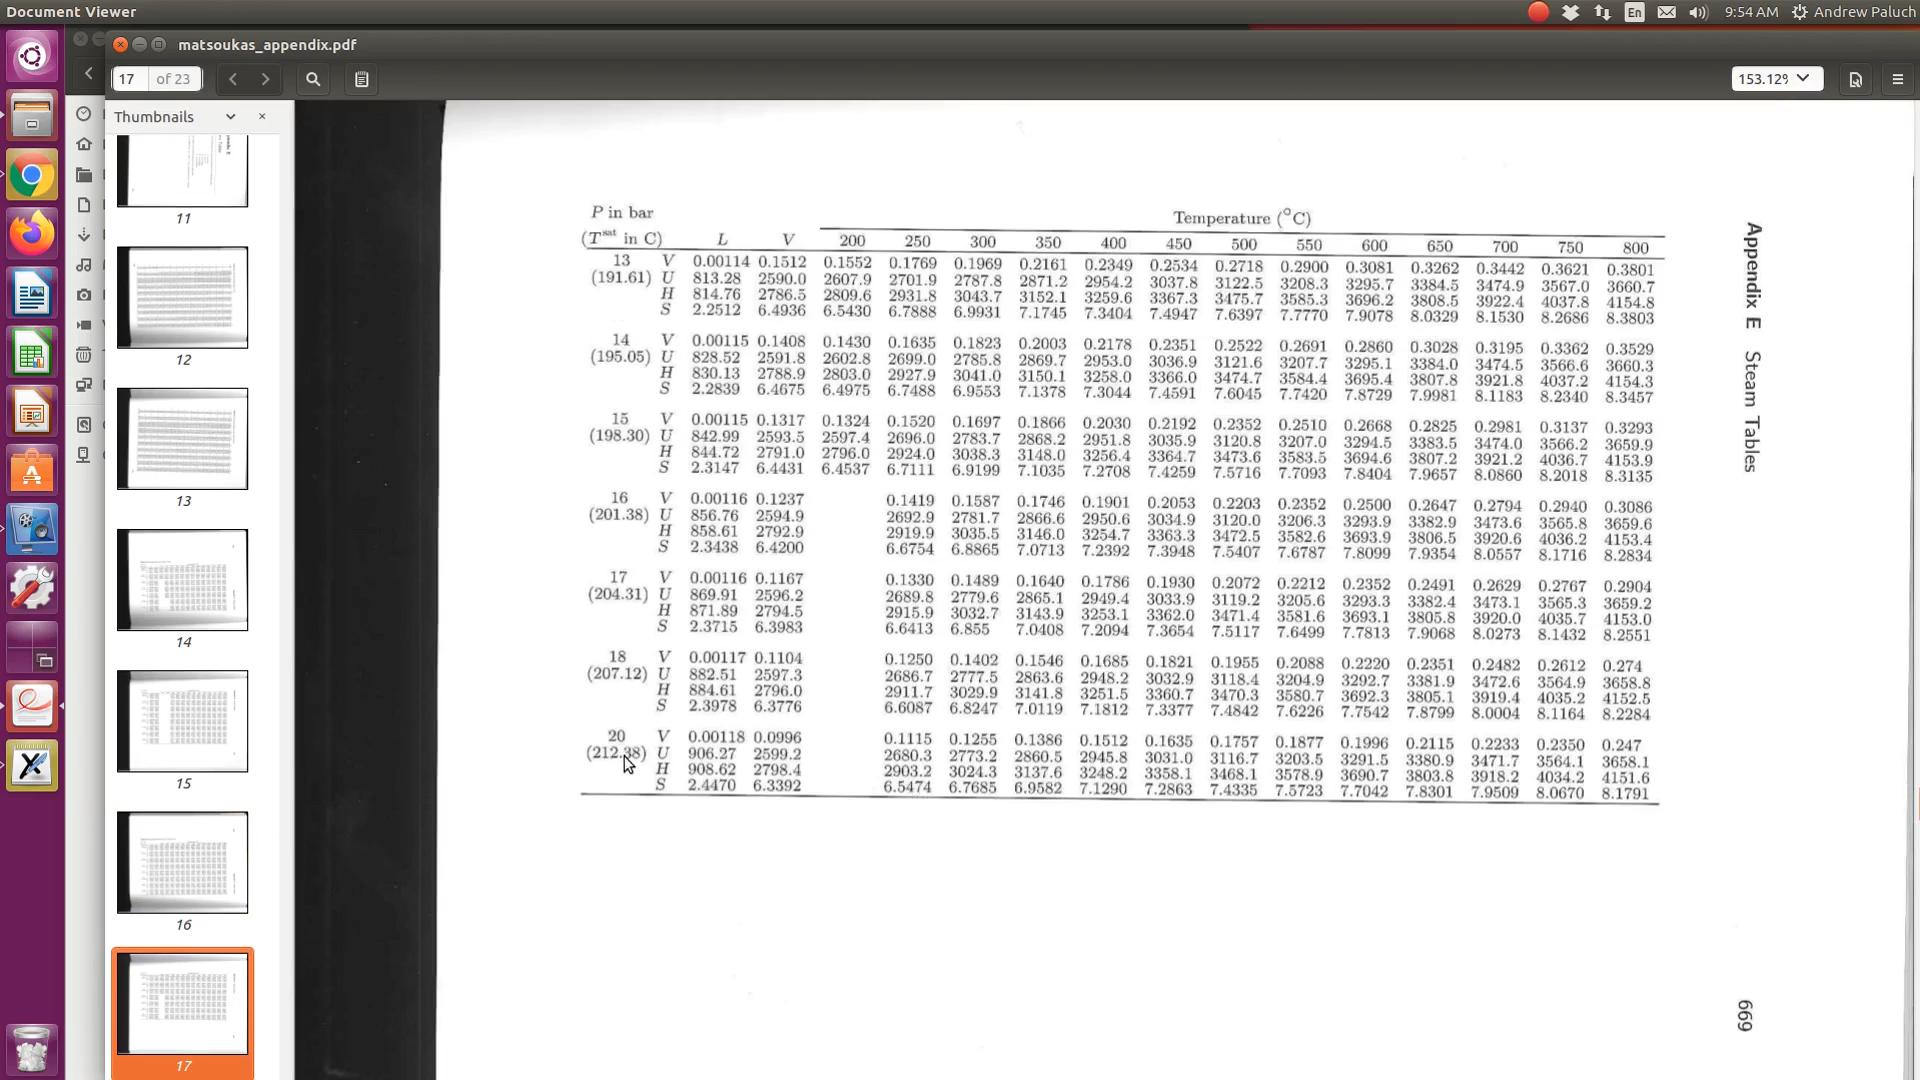 Document Viewer
En
9:54 AM
Andrew Paluch
matsoukas_appendix.pdf
17 of 23
153.12%
Thumbnails
11
12
13
14
15
16
17
P in bar
Temperature (°C)
(Tsat in C) L V 200 250 300 350 400 450 500 550 600 650 700 750 800
13 V 0.00114 0.1512 0.1552 0.1769 0.1969 0.2161 0.2349 0.2534 0.2718 0.2900 0.3081 0.3262 0.3442 0.3621 0.3801
(191.61) U 813.28 2590.0 2607.9 2701.9 2787.8 2871.2 2954.2 3037.8 3122.5 3208.3 3295.7 3384.5 3474.9 3567.0 3660.7
H 814.76 2786.5 2809.6 2931.8 3043.7 3152.1 3259.6 3367.3 3475.7 3585.3 3696.2 3808.5 3922.4 4037.8 4154.8
S 2.2512 6.4936 6.5430 6.7888 6.9931 7.1745 7.3404 7.4947 7.6397 7.7770 7.9078 8.0329 8.1530 8.2686 8.3803
14 V 0.00115 0.1408 0.1430 0.1635 0.1823 0.2003 0.2178 0.2351 0.2522 0.2691 0.2860 0.3028 0.3195 0.3362 0.3529
(195.05) U 828.52 2591.8 2602.8 2699.0 2785.8 2869.7 2953.0 3036.9 3121.6 3207.7 3295.1 3384.0 3474.5 3566.6 3660.3
H 830.13 2788.9 2803.0 2927.9 3041.0 3150.1 3258.0 3366.0 3474.7 3584.4 3695.4 3807.8 3921.8 4037.2 4154.3
S 2.2839 6.4675 6.4975 6.7488 6.9553 7.1378 7.3044 7.4591 7.6045 7.7420 7.8729 7.9981 8.1183 8.2340 8.3457
15 V 0.00115 0.1317 0.1324 0.1520 0.1697 0.1866 0.2030 0.2192 0.2352 0.2510 0.2668 0.2825 0.2981 0.3137 0.3293
(198.30) U 842.99 2593.5 2597.4 2696.0 2783.7 2868.2 2951.8 3035.9 3120.8 3207.0 3294.5 3383.5 3474.0 3566.2 3659.9
H 844.72 2791.0 2796.0 2924.0 3038.3 3148.0 3256.4 3364.7 3473.6 3583.5 3694.6 3807.2 3921.2 4036.7 4153.9
S 2.3147 6.4431 6.4537 6.7111 6.9199 7.1035 7.2708 7.4259 7.5716 7.7093 7.8404 7.9657 8.0860 8.2018 8.3135
16 V 0.00116 0.1237 0.1419 0.1587 0.1746 0.1901 0.2053 0.2203 0.2352 0.2500 0.2647 0.2794 0.2940 0.3086
(201.38) U 856.76 2594.9 2692.9 2781.7 2866.6 2950.6 3034.9 3120.0 3206.3 3293.9 3382.9 3473.6 3565.8 3659.6
H 858.61 2792.9 2919.9 3035.5 3146.0 3254.7 3363.3 3472.5 3582.6 3693.9 3806.5 3920.6 4036.2 4153.4
S 2.3438 6.4200 6.6754 6.8865 7.0713 7.2392 7.3948 7.5407 7.6787 7.8099 7.9354 8.0557 8.1716 8.2834
17 V 0.00116 0.1167 0.1330 0.1489 0.1640 0.1786 0.1930 0.2072 0.2212 0.2352 0.2491 0.2629 0.2767 0.2904
(204.31) U 869.91 2596.2 2689.8 2779.6 2865.1 2949.4 3033.9 3119.2 3205.6 3293.3 3382.4 3473.1 3565.3 3659.2
H 871.89 2794.5 2915.9 3032.7 3143.9 3253.1 3362.0 3471.4 3581.6 3693.1 3805.8 3920.0 4035.7 4153.0
S 2.3715 6.3983 6.6413 6.855 7.0408 7.2094 7.3654 7.5117 7.6499 7.7813 7.9068 8.0273 8.1432 8.2551
18 V 0.00117 0.1104 0.1250 0.1402 0.1546 0.1685 0.1821 0.1955 0.2088 0.2220 0.2351 0.2482 0.2612 0.274
(207.12) U 882.51 2597.3 2686.7 2777.5 2863.6 2948.2 3032.9 3118.4 3204.9 3292.7 3381.9 3472.6 3564.9 3658.8
H 884.61 2796.0 2911.7 3029.9 3141.8 3251.5 3360.7 3470.3 3580.7 3692.3 3805.1 3919.4 4035.2 4152.5
S 2.3978 6.3776 6.6087 6.8247 7.0119 7.1812 7.3377 7.4842 7.6226 7.7542 7.8799 8.0004 8.1164 8.2284
20 V 0.00118 0.0996 0.1115 0.1255 0.1386 0.1512 0.1635 0.1757 0.1877 0.1996 0.2115 0.2233 0.2350 0.247
(212.38) U 906.27 2599.2 2680.3 2773.2 2860.5 2945.8 3031.0 3116.7 3203.5 3291.5 3380.9 3471.7 3564.1 3658.1
H 908.62 2798.4 2903.2 3024.3 3137.6 3248.2 3358.1 3468.1 3578.9 3690.7 3803.8 3918.2 4034.2 4151.6
S 2.4470 6.3392 6.5474 6.7685 6.9582 7.1290 7.2863 7.4335 7.5723 7.7042 7.8301 7.9509 8.0670 8.1791
Appendix E Steam Tables
669